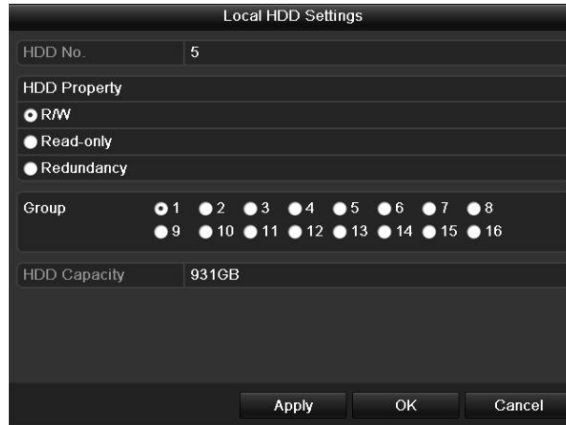 Local HDD Settings
HDD No. 5
HDD Property
R/W
Read-only
Redundancy
Group 1 2 3 4 5 6 7 8
9 10 11 12 13 14 15 16
HDD Capacity 931GB
Apply OK Cancel